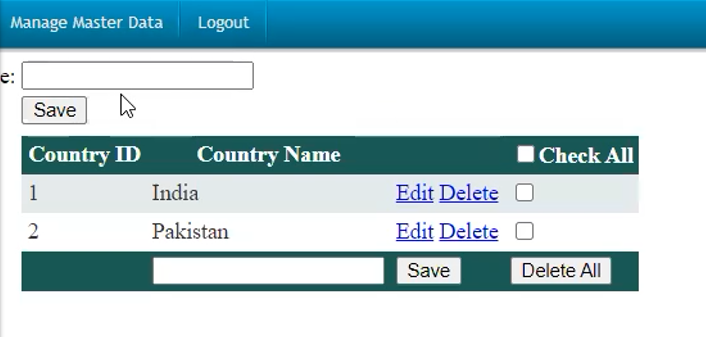 Manage Master Data Logout
e:
Save
Country ID Country Name Check All
1 India Edit Delete
2 Pakistan Edit Delete
Save Delete All